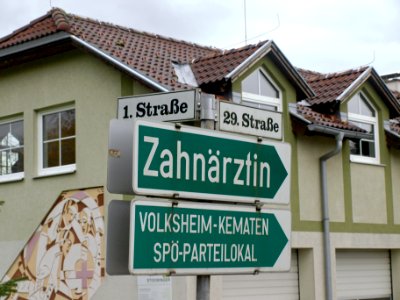 1. Straße
29. Straße
Zahnärztin
VOLKSHEIM-KEMATEN
SPÖ-PARTEILOKAL